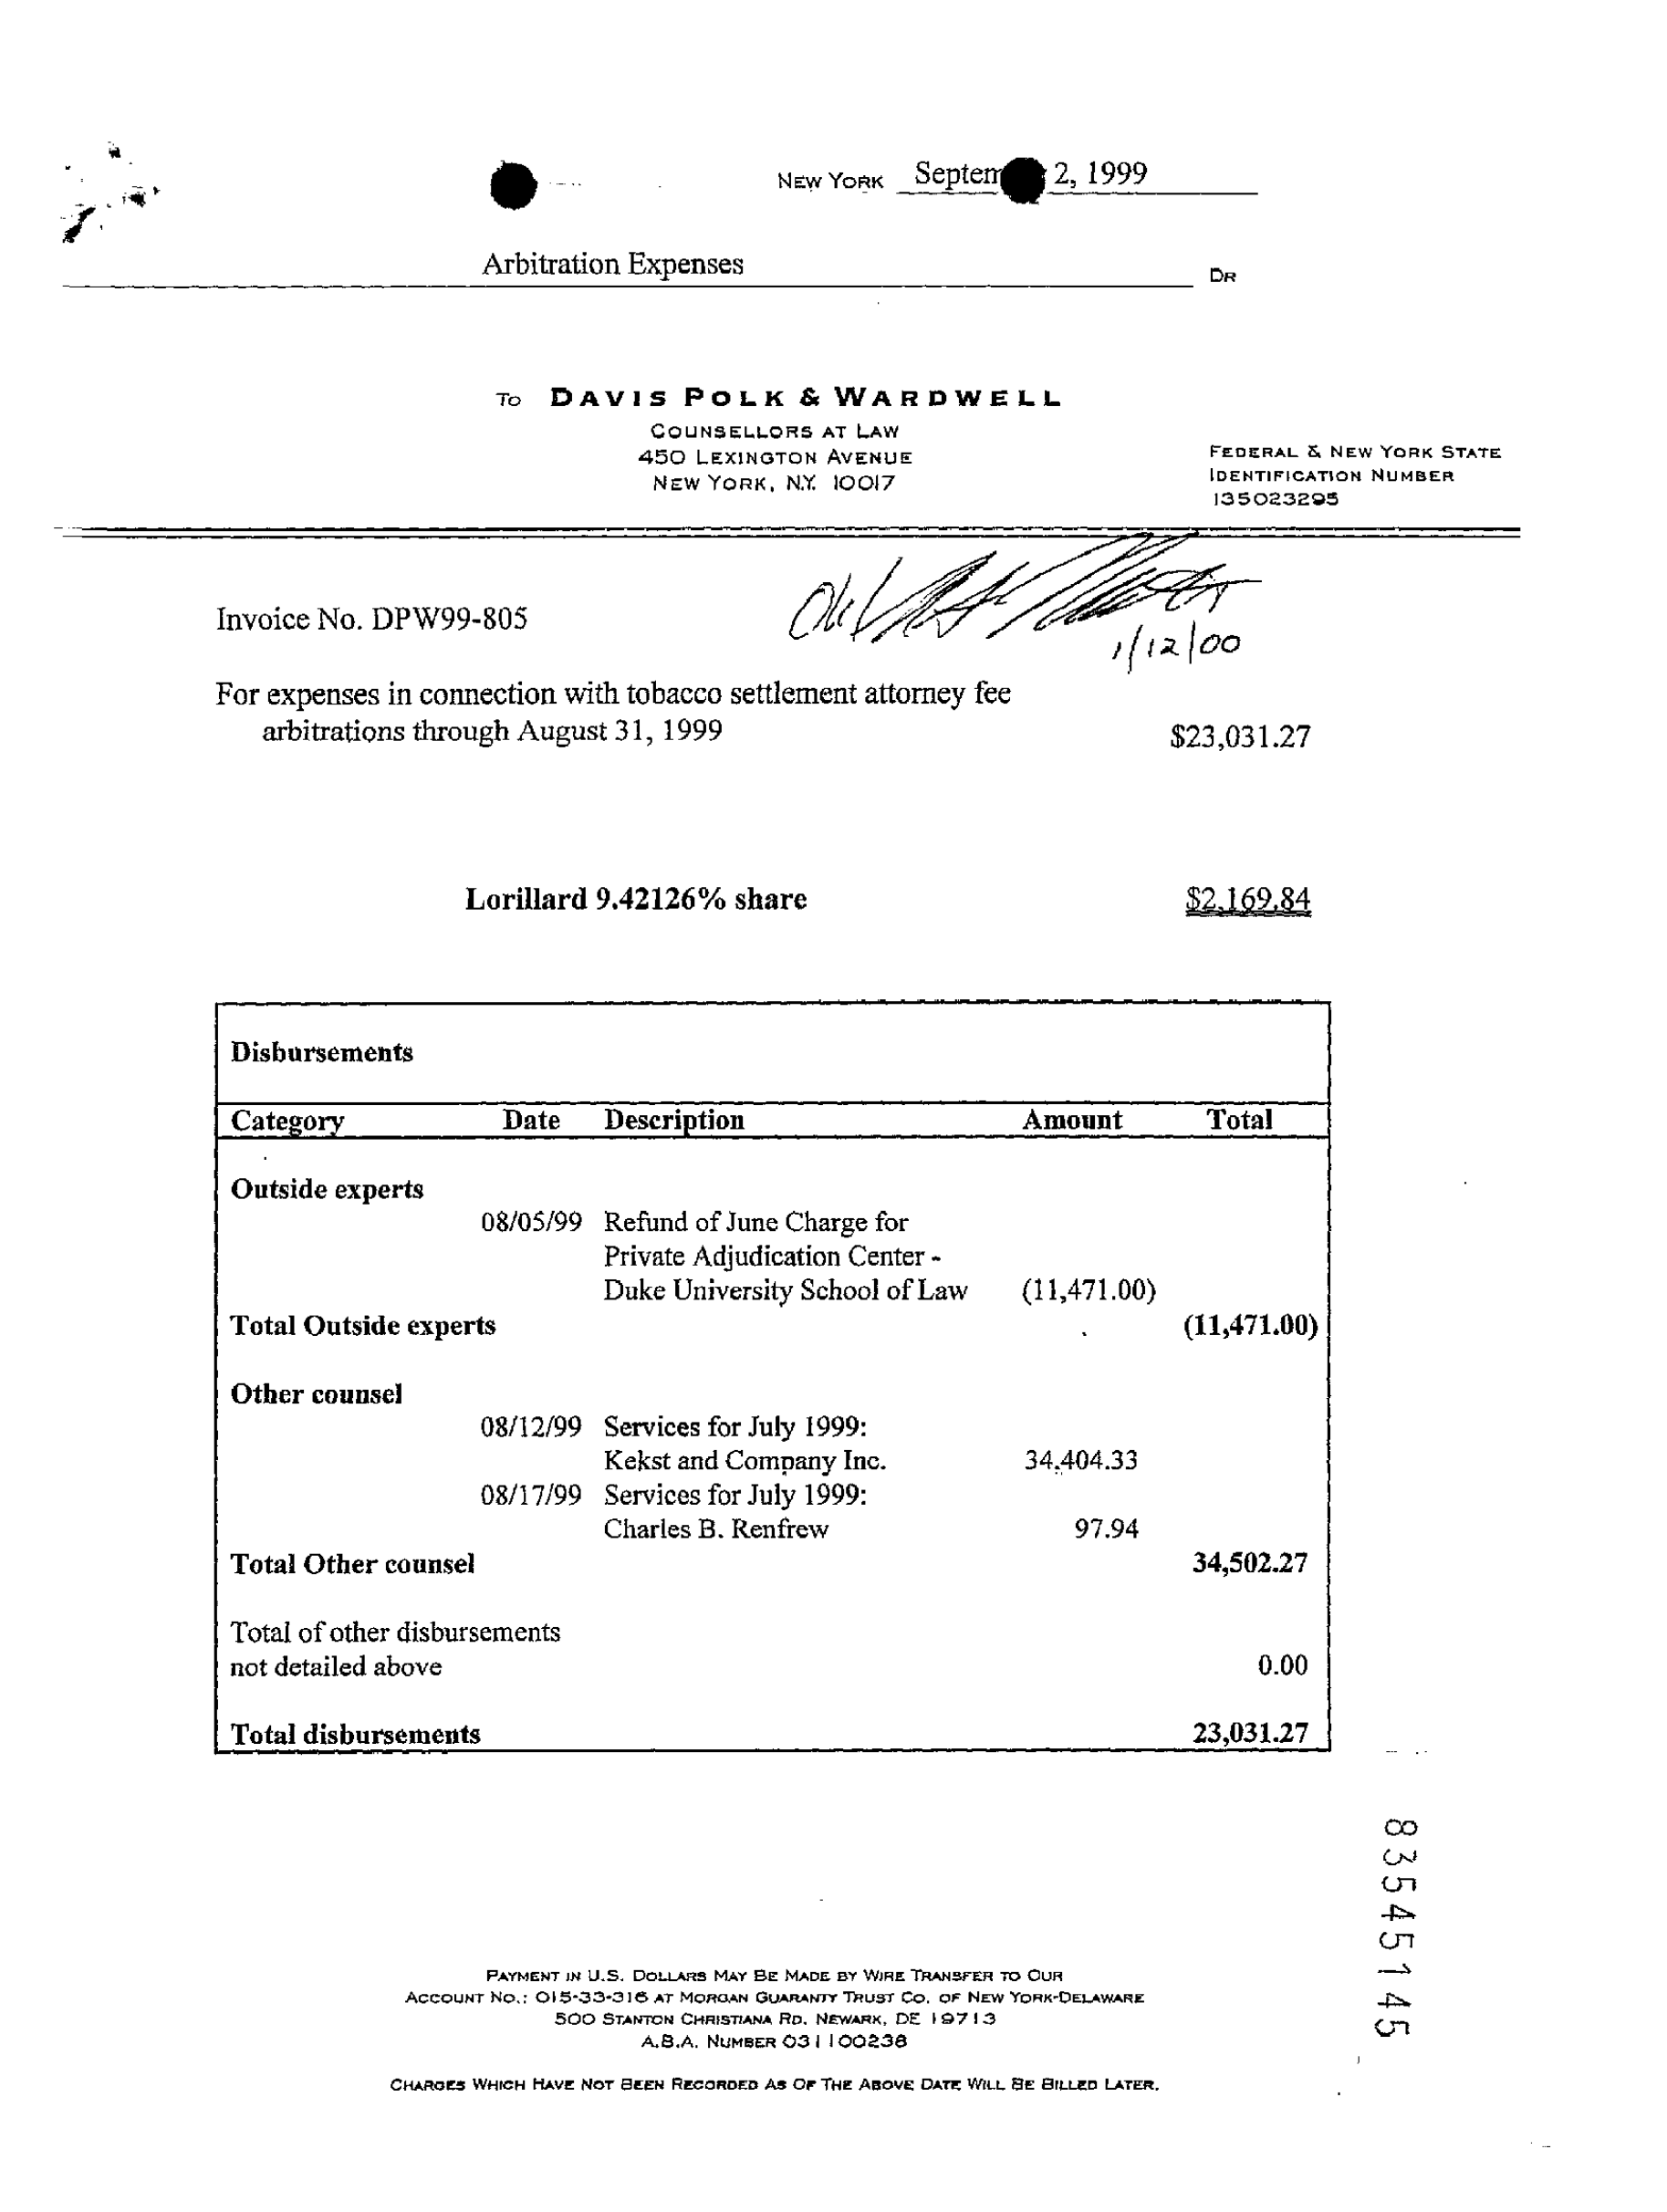 NEW YORK Septem 2, 1999
Arbitration Expenses
DR
TO DAVIS POLK & WARDWELL
COUNSELLORS AT LAW
450 LEXINGTON AVENUE
NEW YORK, N.Y. 10017
FEDERAL & NEW YORK STATE
IDENTIFICATION NUMBER
135023295
Invoice No. DPW99-805
1/12/00
For expenses in connection with tobacco settlement attorney fee
arbitrations through August 31, 1999 $23,031.27
Lorillard 9.42126% share $2,169.84
Disbursements
Category Date Description Amount Total
Outside experts
08/05/99 Refund of June Charge for
Private Adjudication Center -
Duke University School of Law (11,471.00)
Total Outside experts (11,471.00)
Other counsel
08/12/99 Services for July 1999:
Kekst and Company Inc. 34,404.33
08/17/99 Services for July 1999:
Charles B. Renfrew 97.94
Total Other counsel 34,502.27
Total of other disbursements
not detailed above 0.00
Total disbursements 23,031.27
83545145
PAYMENT IN U.S. DOLLARS MAY BE MADE BY WIRE TRANSFER TO OUR
ACCOUNT NO.: 015-33-316 AT MORGAN GUARANTY TRUST CO. OF NEW YORK-DELAWARE
500 STANTON CHRISTIANA RD. NEWARK, DE 19713
A.B.A. NUMBER 031100238
CHARGES WHICH HAVE NOT BEEN RECORDED AS OF THE ABOVE DATE WILL BE BILLED LATER.